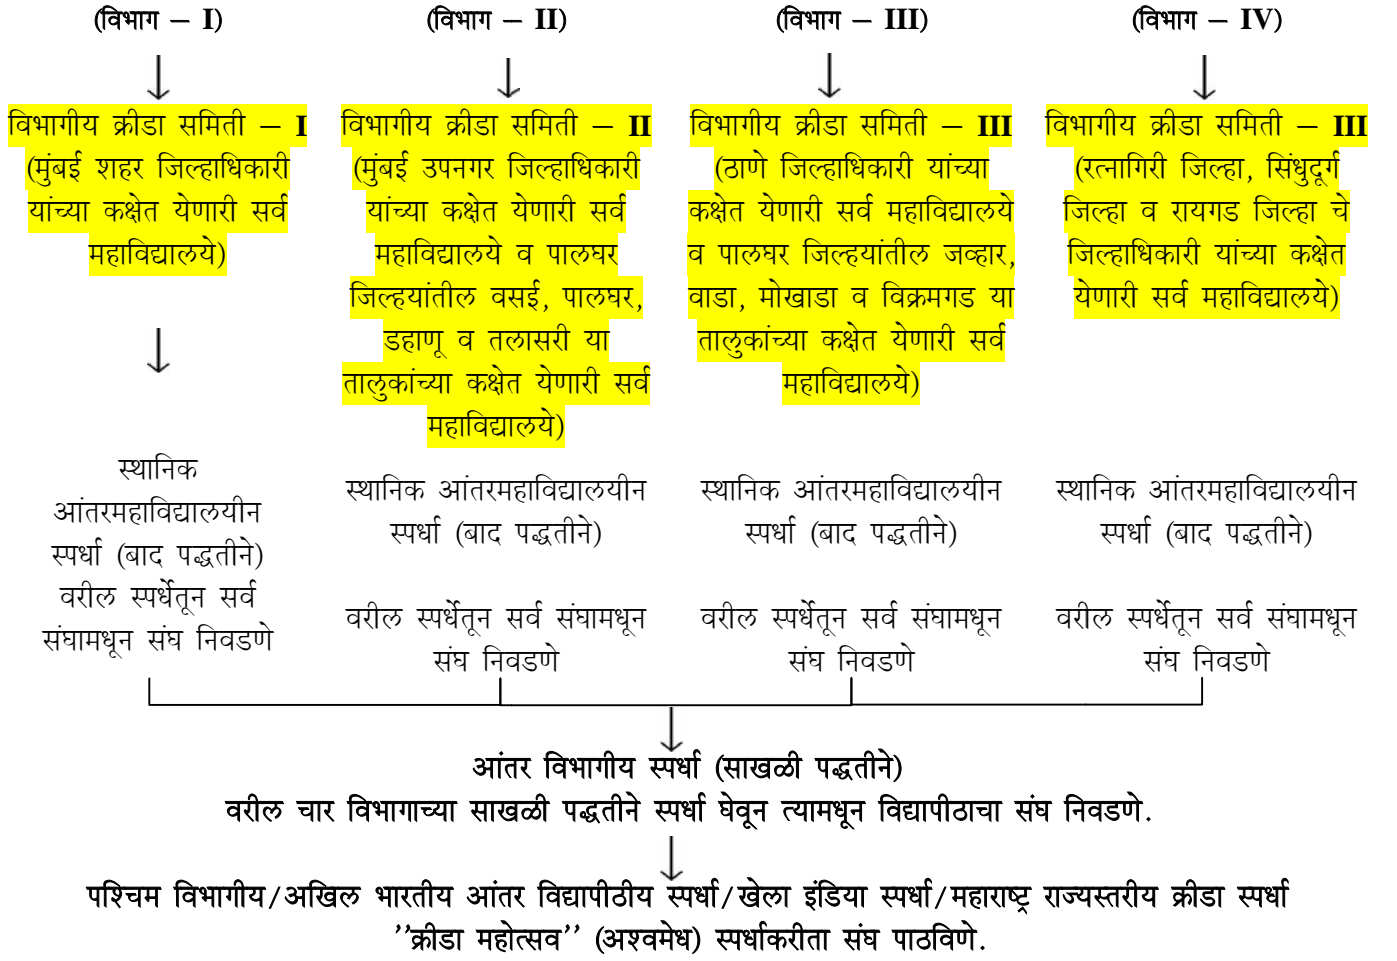 (विभाग – I)
(विभाग – II)
(विभाग – III)
(विभाग – IV)
विभागीय क्रीडा समिती – I
(मुंबई शहर जिल्हाधिकारी
यांच्या कक्षेत येणारी सर्व
महाविद्यालये)
विभागीय क्रीडा समिती – II
(मुंबई उपनगर जिल्हाधिकारी
यांच्या कक्षेत येणारी सर्व
महाविद्यालये व पालघर
जिल्हयांतील वसई, पालघर,
डहाणू व तलासरी या
तालुकांच्या कक्षेत येणारी सर्व
महाविद्यालये)
विभागीय क्रीडा समिती – III
(ठाणे जिल्हाधिकारी यांच्या
कक्षेत येणारी सर्व महाविद्यालये
व पालघर जिल्हयांतील जव्हार,
वाडा, मोखाडा व विक्रमगड या
तालुकांच्या कक्षेत येणारी सर्व
महाविद्यालये)
विभागीय क्रीडा समिती – III
(रत्नागिरी जिल्हा, सिंधुदूर्ग
जिल्हा व रायगड जिल्हा चे
जिल्हाधिकारी यांच्या कक्षेत
येणारी सर्व महाविद्यालये)
स्थानिक
आंतरमहाविद्यालयीन
स्पर्धा (बाद पद्धतीने)
वरील स्पर्धेतून सर्व
संघामधून संघ निवडणे
स्थानिक आंतरमहाविद्यालयीन
स्पर्धा (बाद पद्धतीने)
वरील स्पर्धेतून सर्व संघामधून
संघ निवडणे
स्थानिक आंतरमहाविद्यालयीन
स्पर्धा (बाद पद्धतीने)
वरील स्पर्धेतून सर्व संघामधून
संघ निवडणे
स्थानिक आंतरमहाविद्यालयीन
स्पर्धा (बाद पद्धतीने)
वरील स्पर्धेतून सर्व संघामधून
संघ निवडणे
आंतर विभागीय स्पर्धा (साखळी पद्धतीने)
वरील चार विभागाच्या साखळी पद्धतीने स्पर्धा घेवून त्यामधून विद्यापीठाचा संघ निवडणे.
पश्चिम विभागीय/अखिल भारतीय आंतर विद्यापीठीय स्पर्धा/खेला इंडिया स्पर्धा/महाराष्ट्र राज्यस्तरीय क्रीडा स्पर्धा
’’क्रीडा महोत्सव’’ (अश्वमेध) स्पर्धाकरीता संघ पाठविणे.